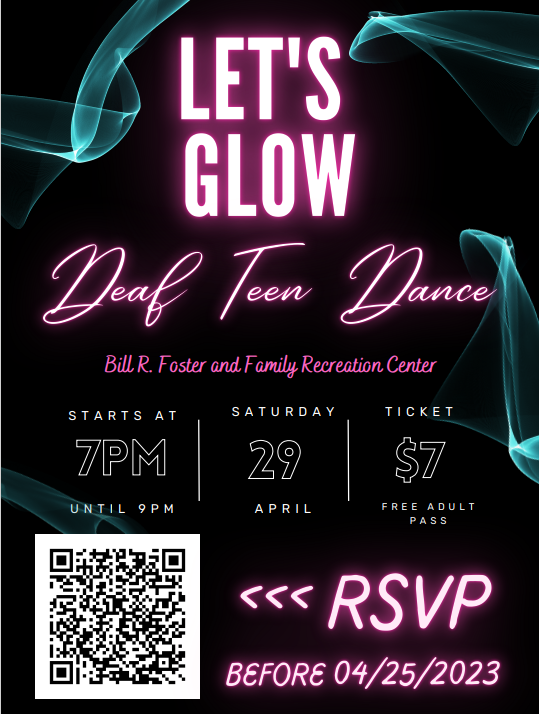 LET'S
GLOW
Deaf Teen Dance
Bill R. Foster and Family Recreation Center
STARTS AT
7PM
UNTIL 9PM
SATURDAY
29
APRIL
TICKET
$7
FREE ADULT
PASS
<<< RSVP
BEFORE 04/25/2023